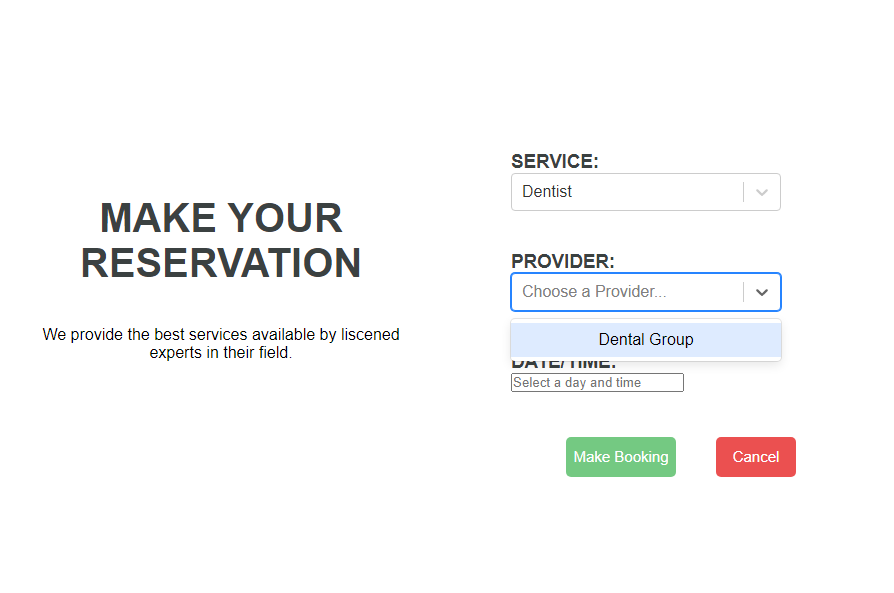 MAKE YOUR
RESERVATION
We provide the best services available by liscened
experts in their field.
SERVICE:
Dentist
PROVIDER:
Choose a Provider...
Dental Group
DATE/TIME:
Select a day and time
Make Booking
Cancel